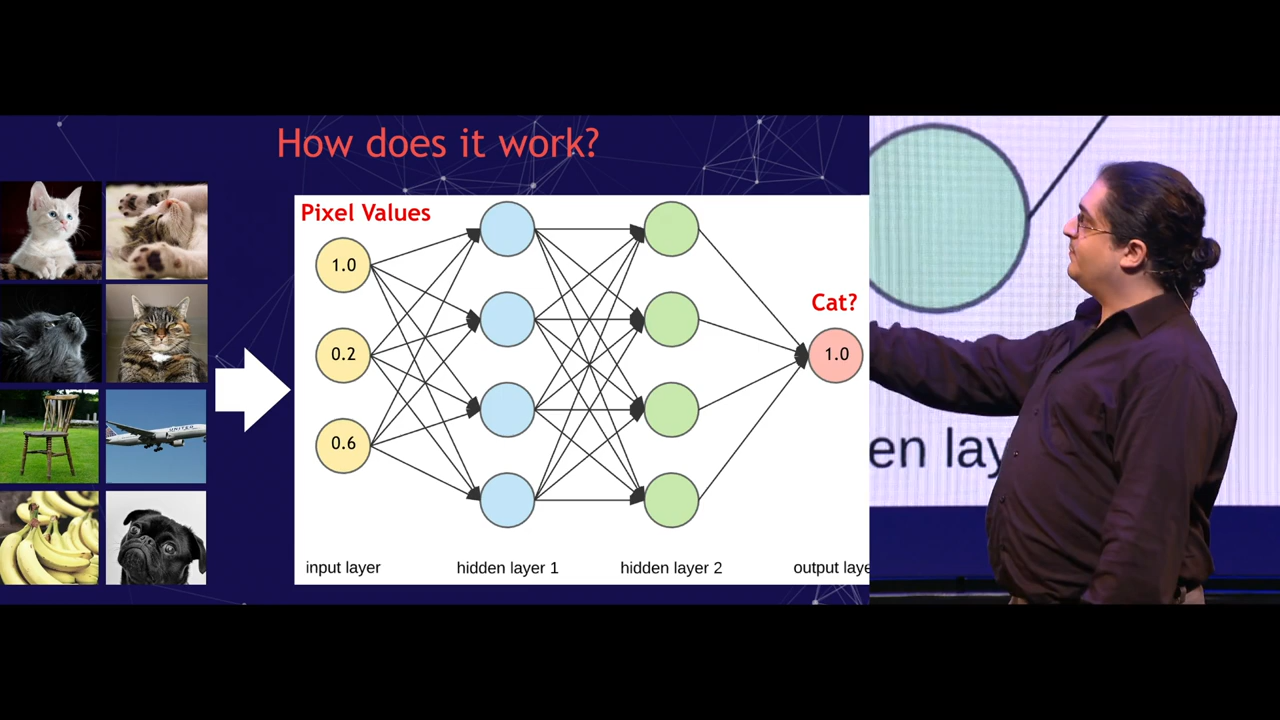 How does it work?
Pixel Values
1.0
0.2
0.6
Cat?
1.0
input layer
hidden layer 1
hidden layer 2
output laye
UNITED
en lay